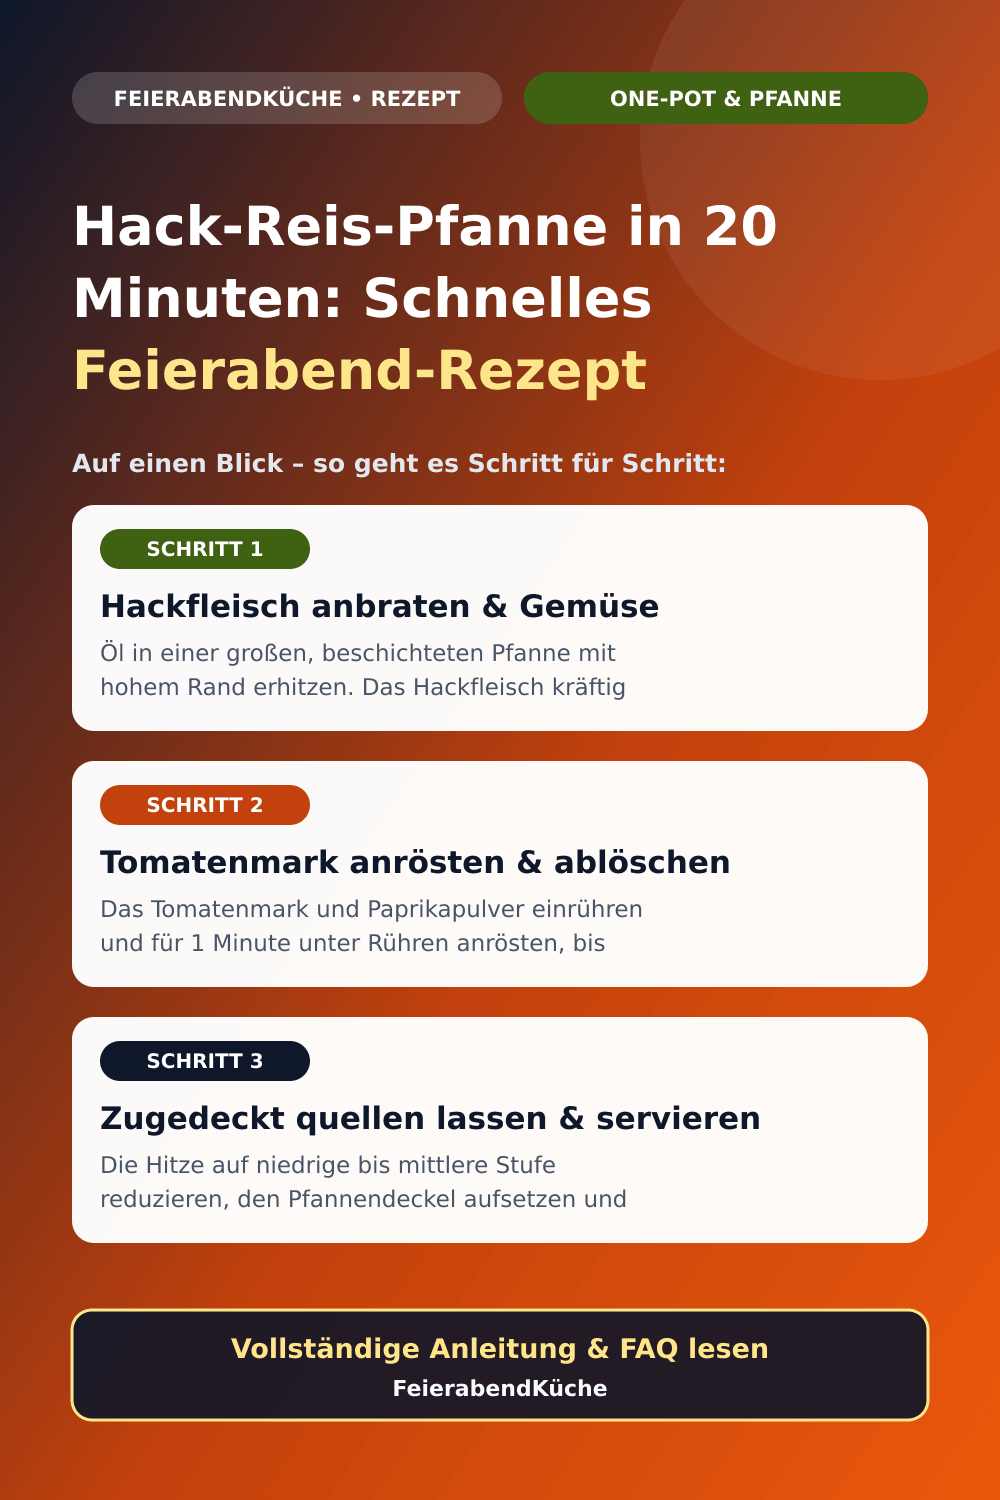 FEIERABENDKÜCHE • REZEPT
ONE-POT & PFANNE
Hack-Reis-Pfanne in 20
Minuten: Schnelles
Feierabend-Rezept
Auf einen Blick – so geht es Schritt für Schritt:
SCHRITT 1
Hackfleisch anbraten & Gemüse
Öl in einer großen, beschichteten Pfanne mit
hohem Rand erhitzen. Das Hackfleisch kräftig
SCHRITT 2
Tomatenmark anrösten & ablöschen
Das Tomatenmark und Paprikapulver einrühren
und für 1 Minute unter Rühren anrösten, bis
SCHRITT 3
Zugedeckt quellen lassen & servieren
Die Hitze auf niedrige bis mittlere Stufe
reduzieren, den Pfannendeckel aufsetzen und
Vollständige Anleitung & FAQ lesen
FeierabendKüche